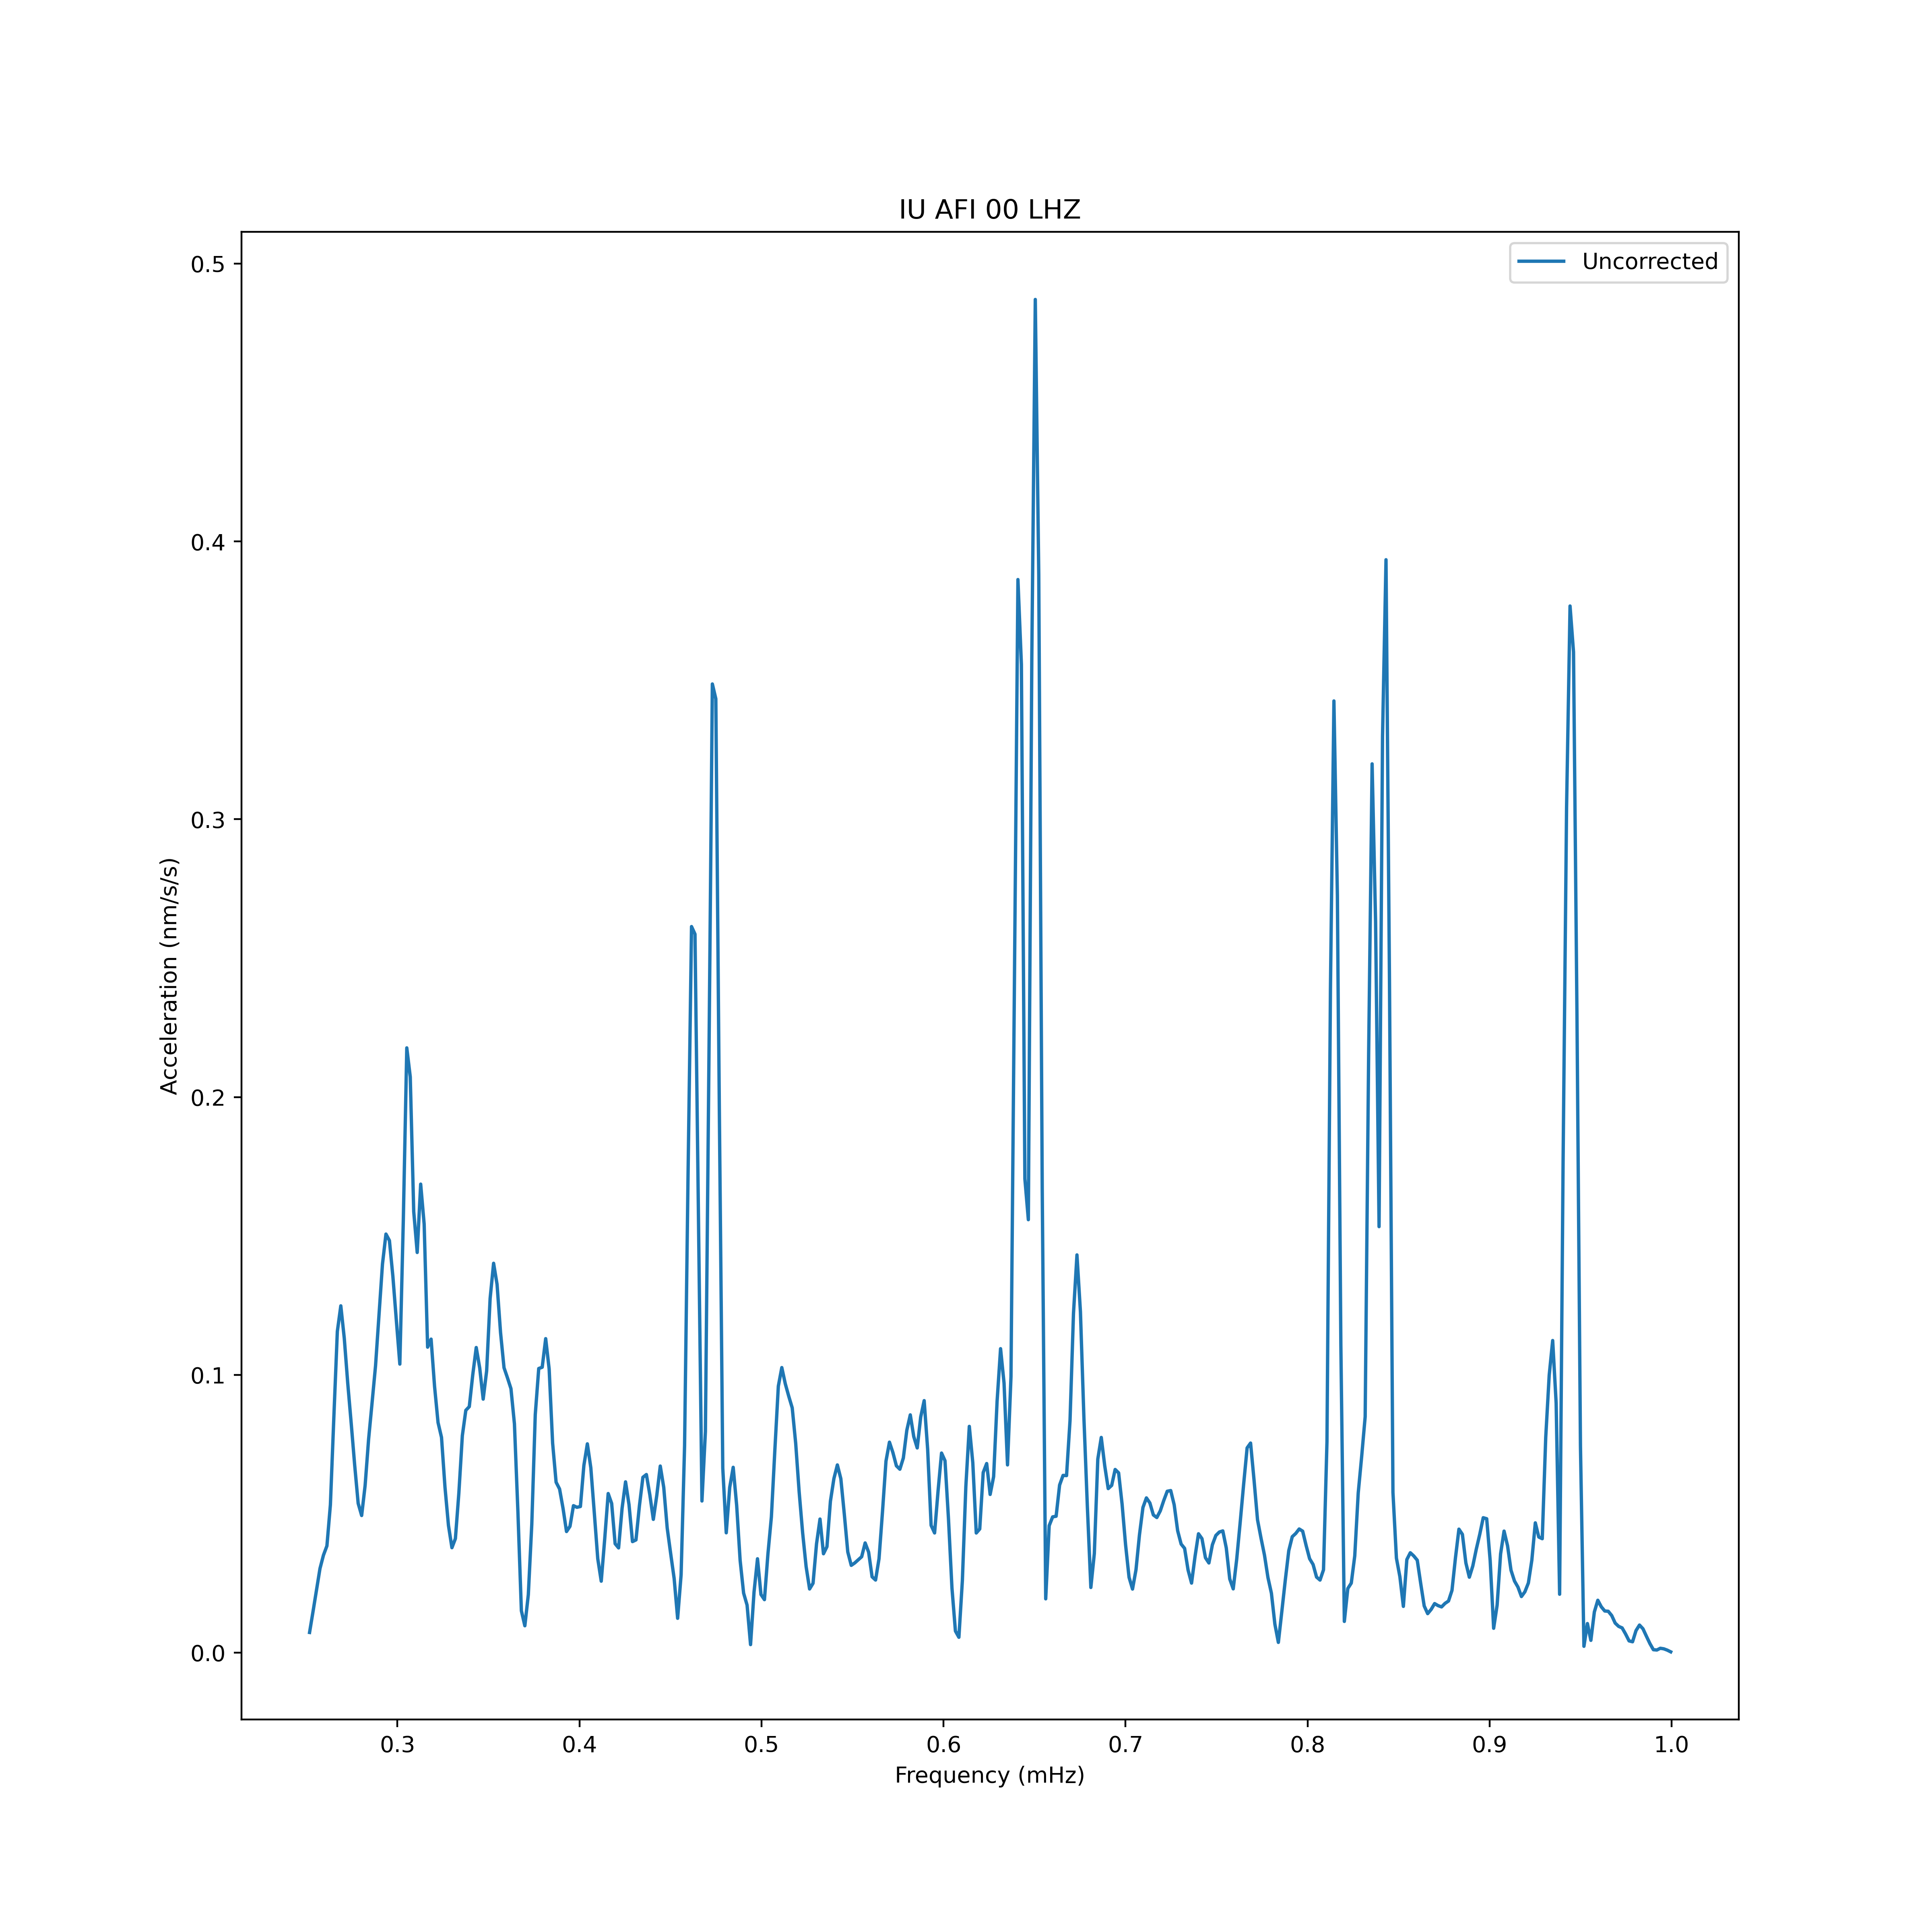 IU AFI 00 LHZ
Uncorrected
0.5
0.4
0.3
0.2
0.1
0.0
Acceleration (nm/s/s)
0.3 0.4 0.5 0.6 0.7 0.8 0.9 1.0
Frequency (mHz)